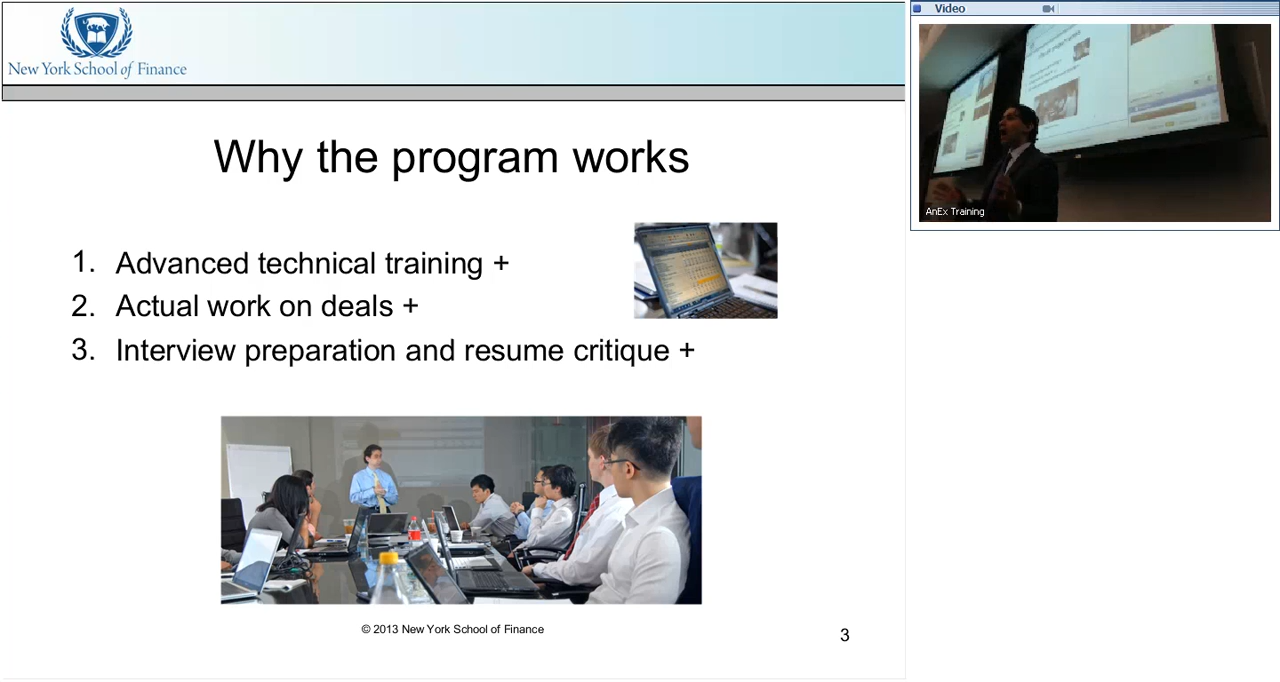 New York School of Finance
Why the program works
1. Advanced technical training +
2. Actual work on deals +
3. Interview preparation and resume critique +
© 2013 New York School of Finance
3
Video
AnEx Training